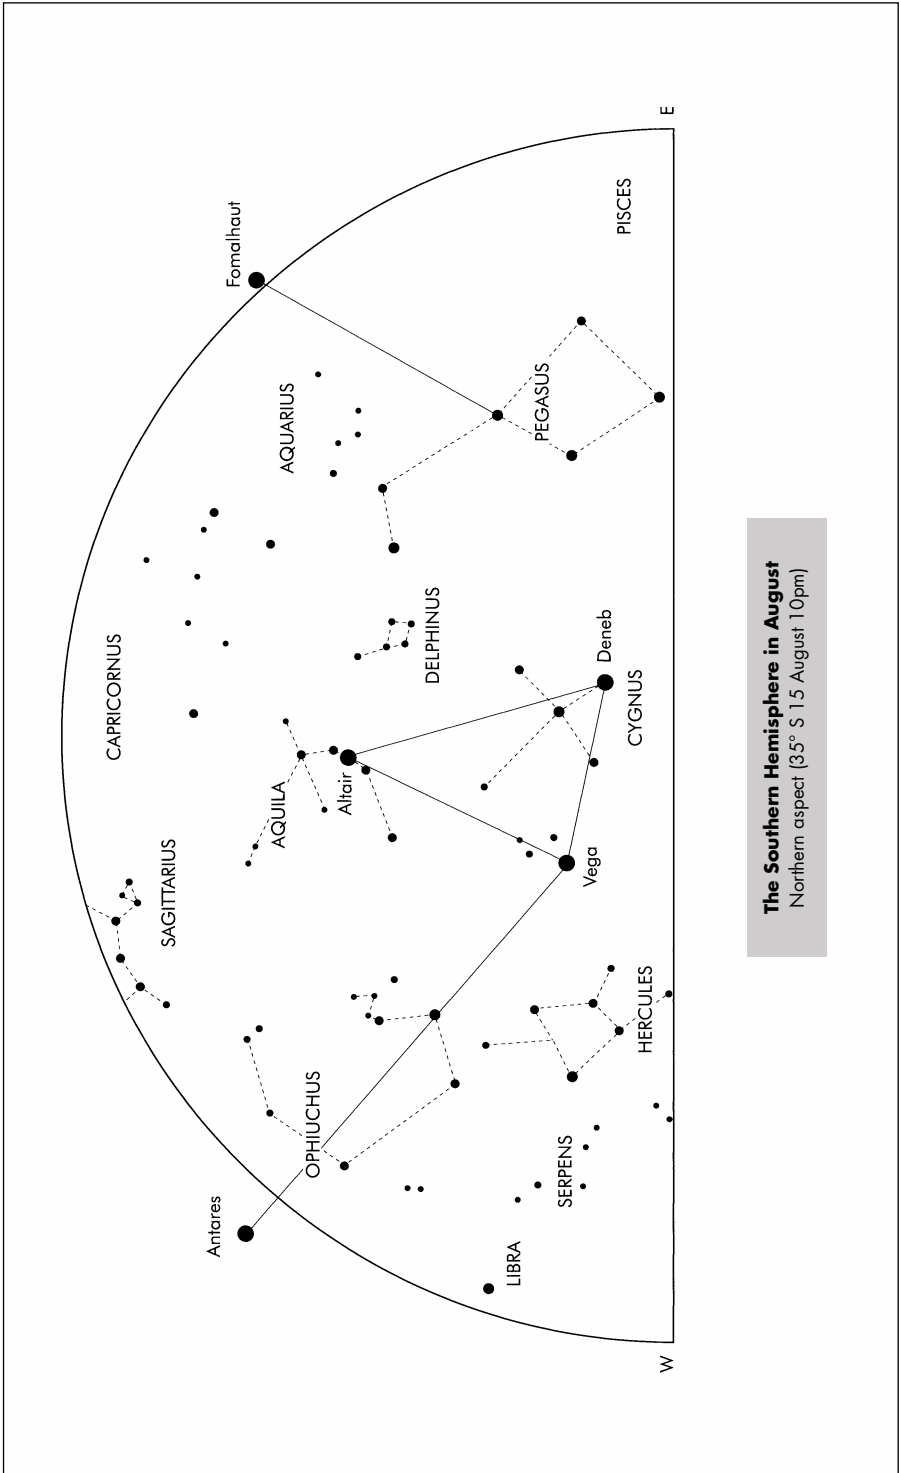 Fomalhaut
E
PISCES
AQUARIUS
PEGASUS
CAPRICORNUS
DELPHINUS
Deneb
CYGNUS
AQUILA
Altair
SAGITTARIUS
Vega
HERCULES
OPHIUCHUS
SERPENS
Antares
LIBRA
W
The Southern Hemisphere in August
Northern aspect (35° S 15 August 10pm)